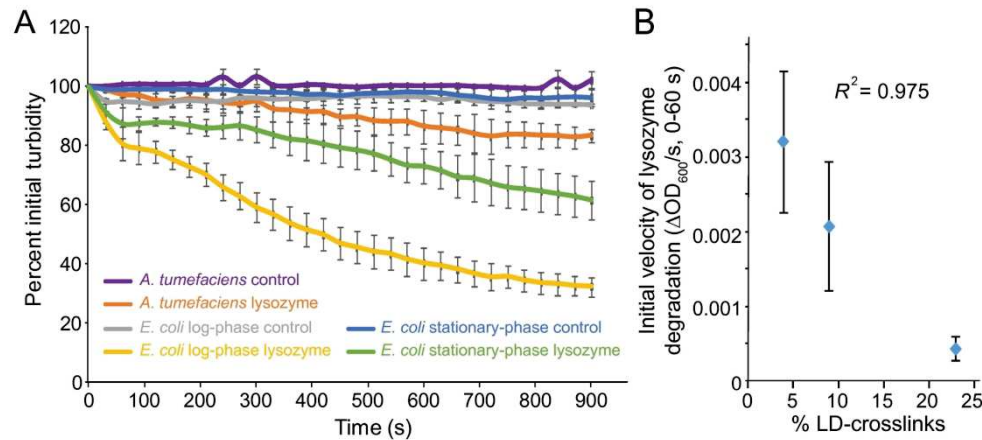 A
Percent initial turbidity
120
100
80
60
40
20
0
A. tumefaciens control
A. tumefaciens lysozyme
E. coli log-phase control
E. coli log-phase lysozyme
E. coli stationary-phase control
E. coli stationary-phase lysozyme
0 100 200 300 400 500 600 700 800 900
Time (s)
B
Initial velocity of lysozyme
degradation (ΔOD600/s, 0-60 s)
0.004
0.003
0.002
0.001
0
R² = 0.975
0 5 10 15 20 25
% LD-crosslinks